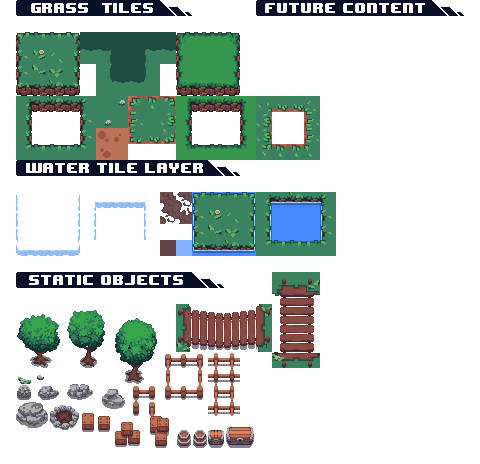 GRASS TILES
FUTURE CONTENT
WATER TILE LAYER
STATIC OBJECTS